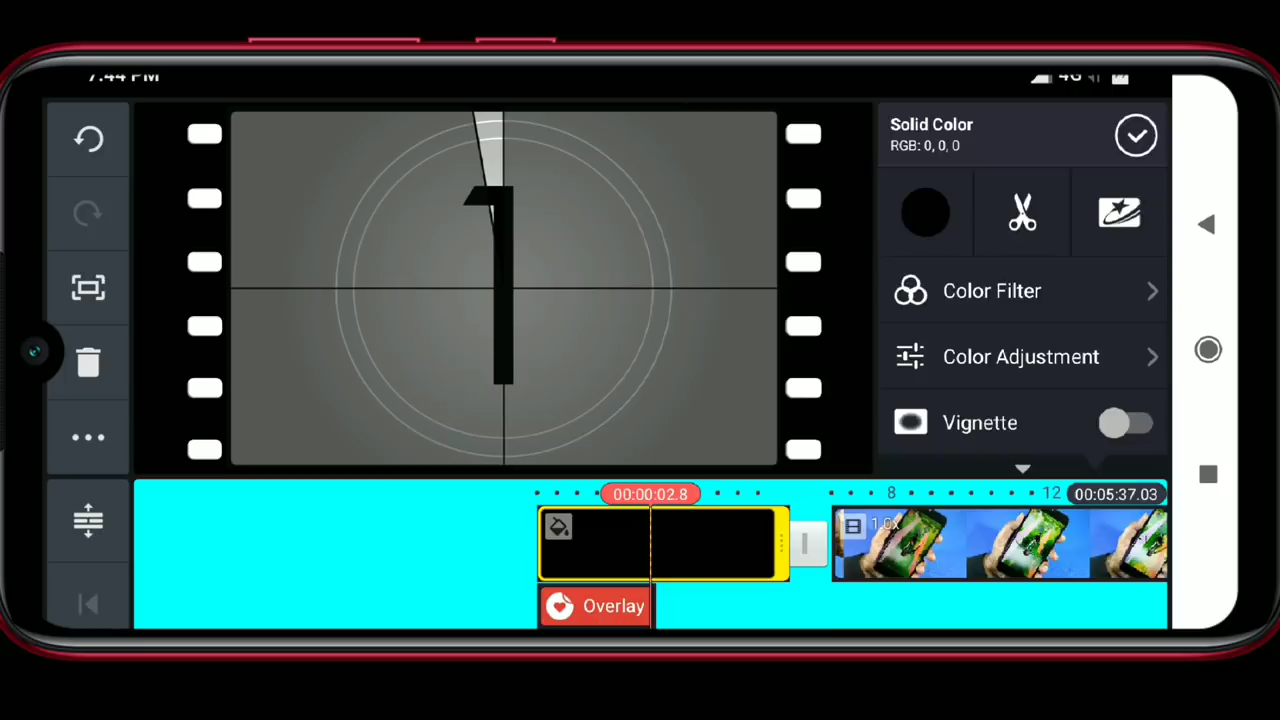 7:44 PM
4G
Solid Color
RGB: 0, 0, 0
1
Color Filter
Color Adjustment
Vignette
00:00:02.8
8
12
00:05:37.03
1.0x
Overlay